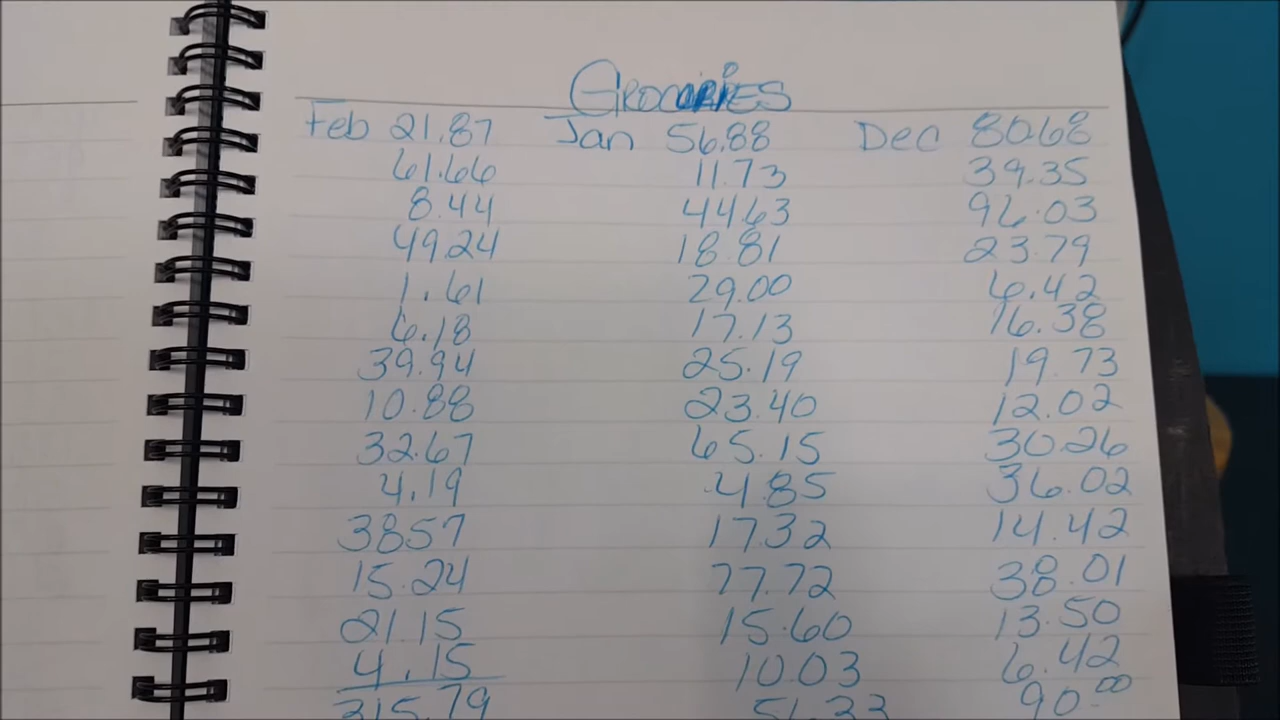 GROCERIES
Feb 21.87 Jan 56.88 Dec 80.68
61.66 11.73 39.35
8.44 44.63 96.03
49.24 18.81 23.79
1.61 29.00 6.42
6.18 17.13 16.38
39.94 25.19 19.73
10.88 23.40 12.02
32.67 65.15 30.26
4.19 4.85 36.02
38.57 17.32 14.42
15.24 77.72 38.01
21.15 15.60 13.50
4.15 10.03 6.42
315.79 51.33 90.00